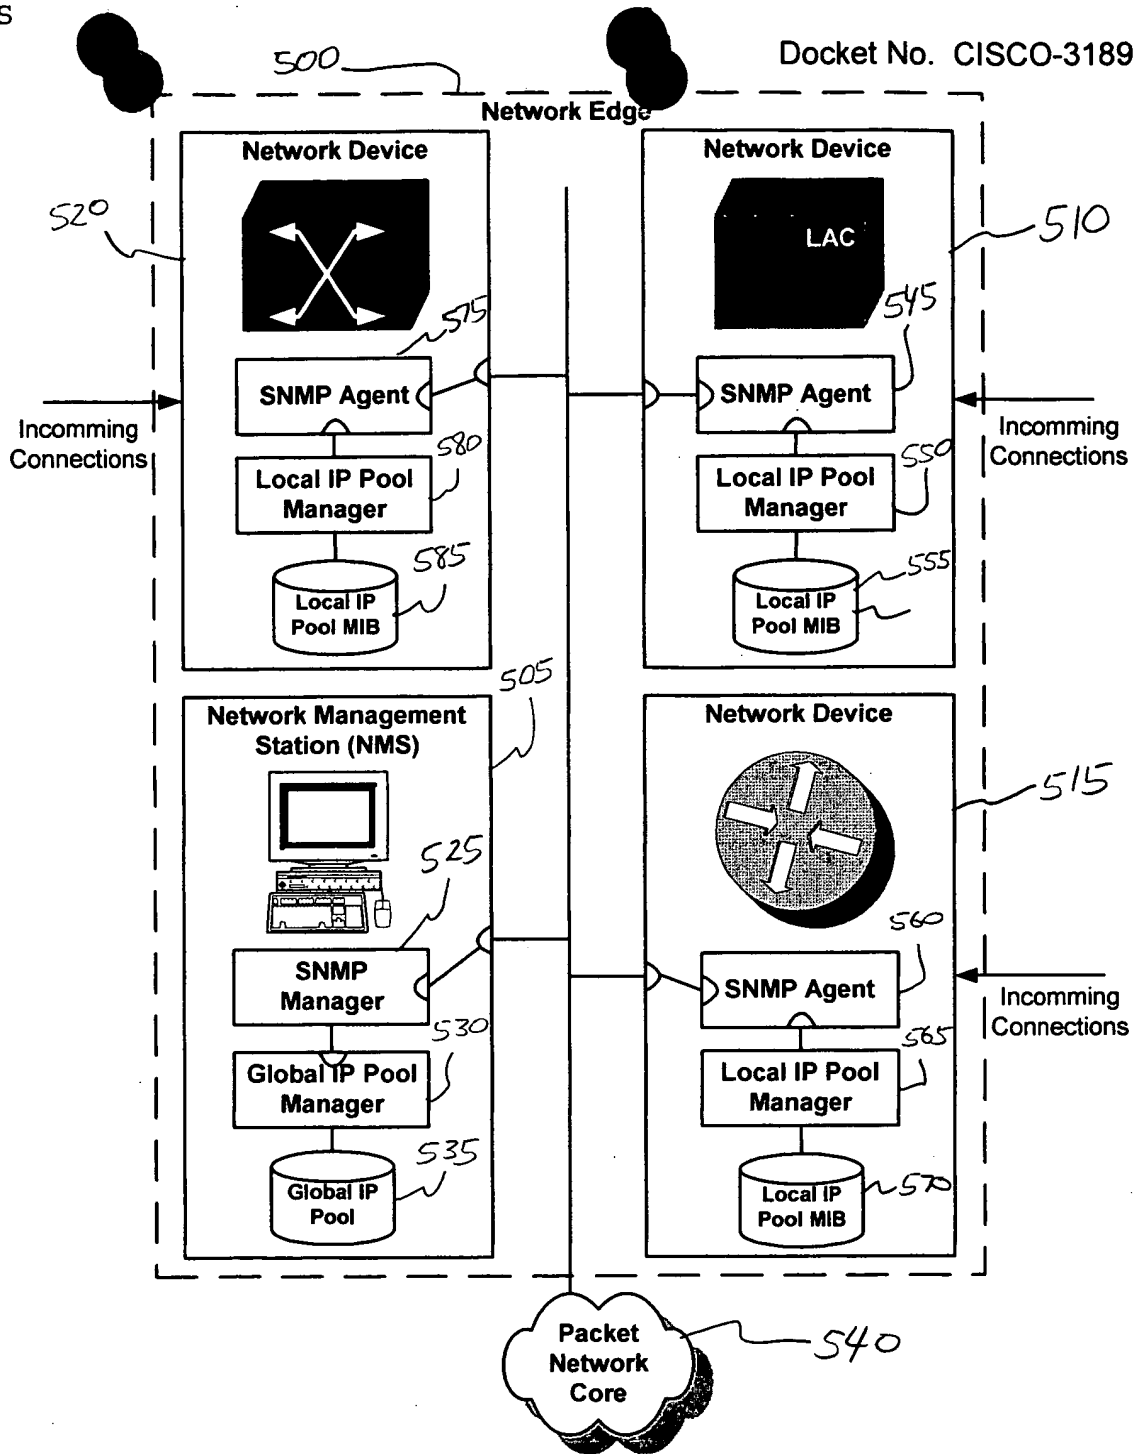 s
Docket No. CISCO-3189
500
Network Edge
Network Device
520
575
SNMP Agent
Incomming
Connections
580
Local IP Pool
Manager
585
Local IP
Pool MIB
Network Device
LAC
510
545
SNMP Agent
Incomming
Connections
550
Local IP Pool
Manager
555
Local IP
Pool MIB
505
Network Management
Station (NMS)
525
SNMP
Manager
530
Global IP Pool
Manager
535
Global IP
Pool
Network Device
515
560
SNMP Agent
Incomming
Connections
565
Local IP Pool
Manager
570
Local IP
Pool MIB
Packet
Network
Core
540